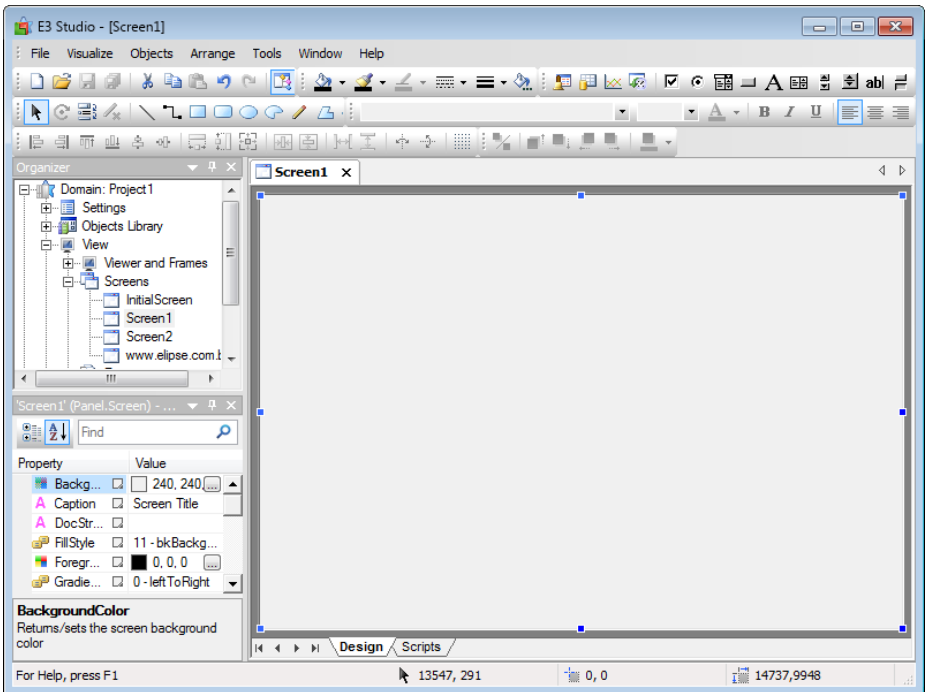 E3 Studio - [Screen1]
File Visualize Objects Arrange Tools Window Help
A ab|
A B I U
Organizer
Screen1 X
Domain: Project1
Settings
Objects Library
View
Viewer and Frames
Screens
InitialScreen
Screen1
Screen2
www.elipse.com.b
'Screen1' (Panel.Screen) - ...
Find
Property Value
Backg... 240, 240, ...
A Caption Screen Title
A DocStr...
FillStyle 11 - bkBackg...
Foregr... 0, 0, 0 ...
Gradie... 0 - leftToRight
BackgroundColor
Returns/sets the screen background
color
Design Scripts
For Help, press F1 13547, 291 0, 0 14737,9948